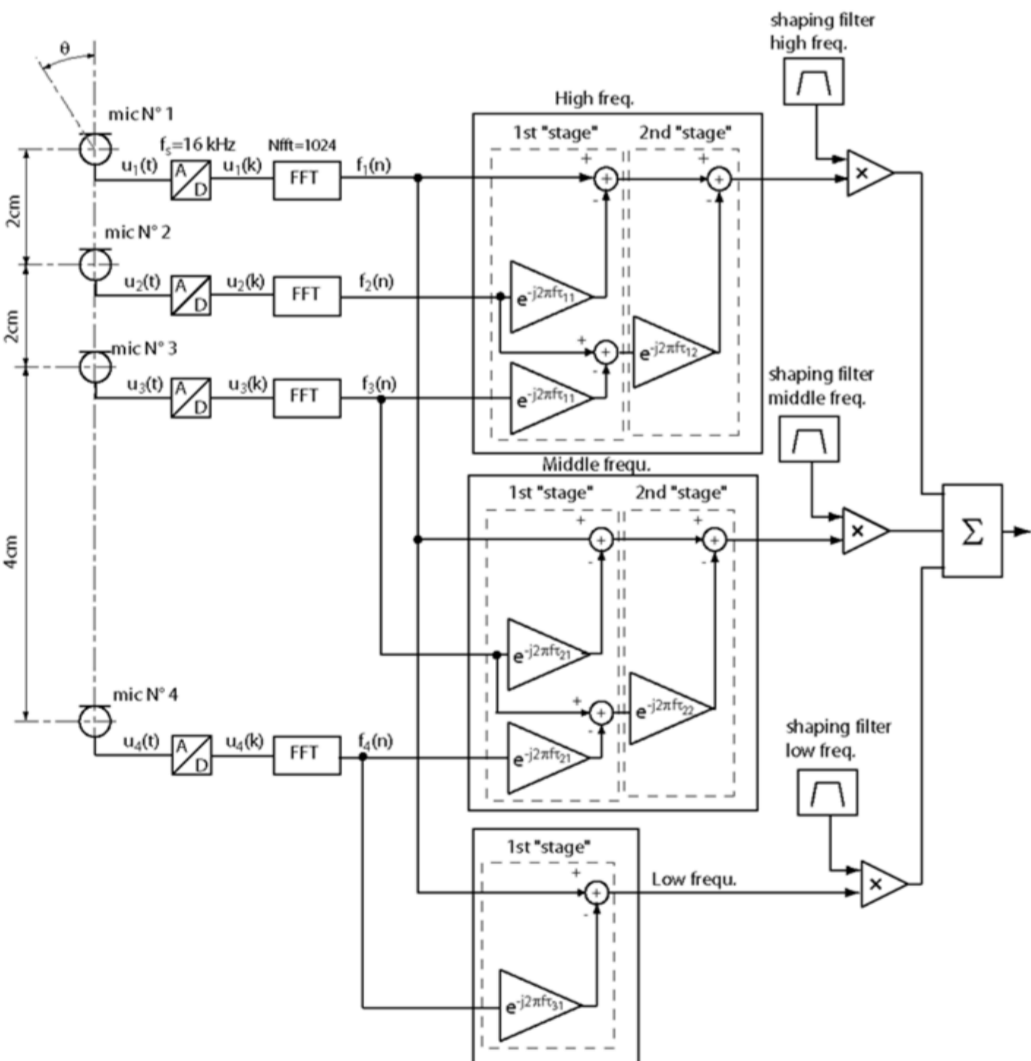 shaping filter
high freq.
θ
mic N° 1
High freq.
1st "stage" 2nd "stage"
fs=16 kHz Nfft=1024
u1(t) A D u1(k) FFT f1(n)
+ + - + + -
×
2cm
mic N° 2
u2(t) A D u2(k) FFT f2(n)
e-j2πfτ11
+ + -
e-j2πfτ12
2cm
mic N° 3
u3(t) A D u3(k) FFT f3(n)
e-j2πfτ11
shaping filter
middle freq.
Middle frequ.
1st "stage" 2nd "stage"
+ + - + + -
×
Σ
4cm
e-j2πfτ21
+ + -
e-j2πfτ22
mic N° 4
u4(t) A D u4(k) FFT f4(n)
e-j2πfτ21
shaping filter
low freq.
1st "stage"
+ + -
Low frequ.
×
e-j2πfτ31